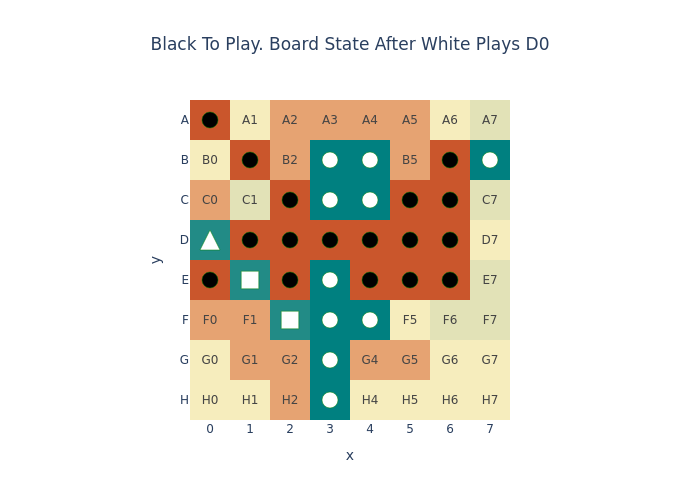 Black To Play. Board State After White Plays D0
A A1 A2 A3 A4 A5 A6 A7
B B0 B2 B5
C C0 C1 C7
D D7
E E7
F F0 F1 F5 F6 F7
G G0 G1 G2 G4 G5 G6 G7
H H0 H1 H2 H4 H5 H6 H7
0 1 2 3 4 5 6 7
x
y